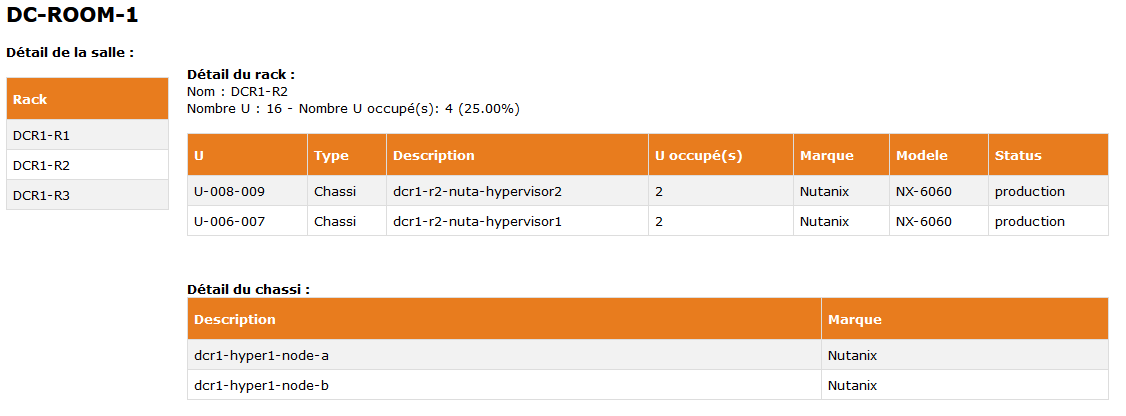 DC-ROOM-1
Détail de la salle :
Rack
DCR1-R1
DCR1-R2
DCR1-R3
Détail du rack :
Nom : DCR1-R2
Nombre U : 16 - Nombre U occupé(s): 4 (25.00%)
U Type Description U occupé(s) Marque Modele Status
U-008-009 Chassi dcr1-r2-nuta-hypervisor2 2 Nutanix NX-6060 production
U-006-007 Chassi dcr1-r2-nuta-hypervisor1 2 Nutanix NX-6060 production
Détail du chassi :
Description Marque
dcr1-hyper1-node-a Nutanix
dcr1-hyper1-node-b Nutanix